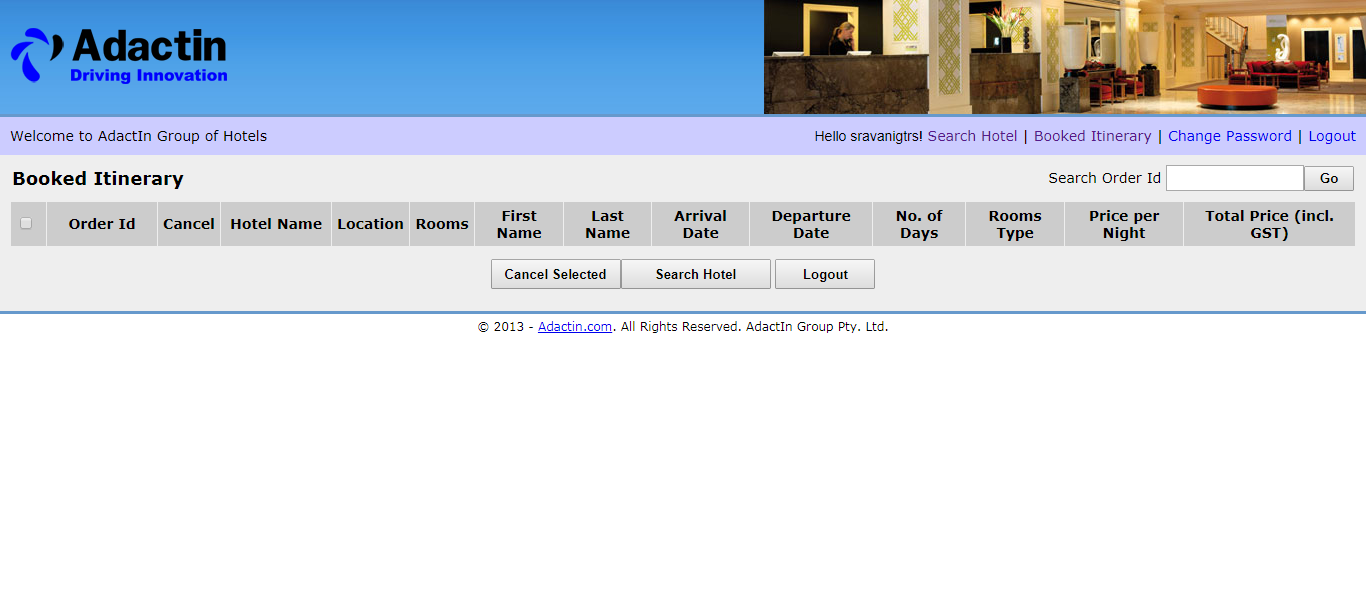 Adactin
Driving Innovation
Welcome to AdactIn Group of Hotels
Hello sravanigtrs! Search Hotel | Booked Itinerary | Change Password | Logout
Booked Itinerary
Search Order Id Go
Order Id Cancel Hotel Name Location Rooms First Name Last Name Arrival Date Departure Date No. of Days Rooms Type Price per Night Total Price (incl. GST)
Cancel Selected Search Hotel Logout
© 2013 - Adactin.com. All Rights Reserved. AdactIn Group Pty. Ltd.